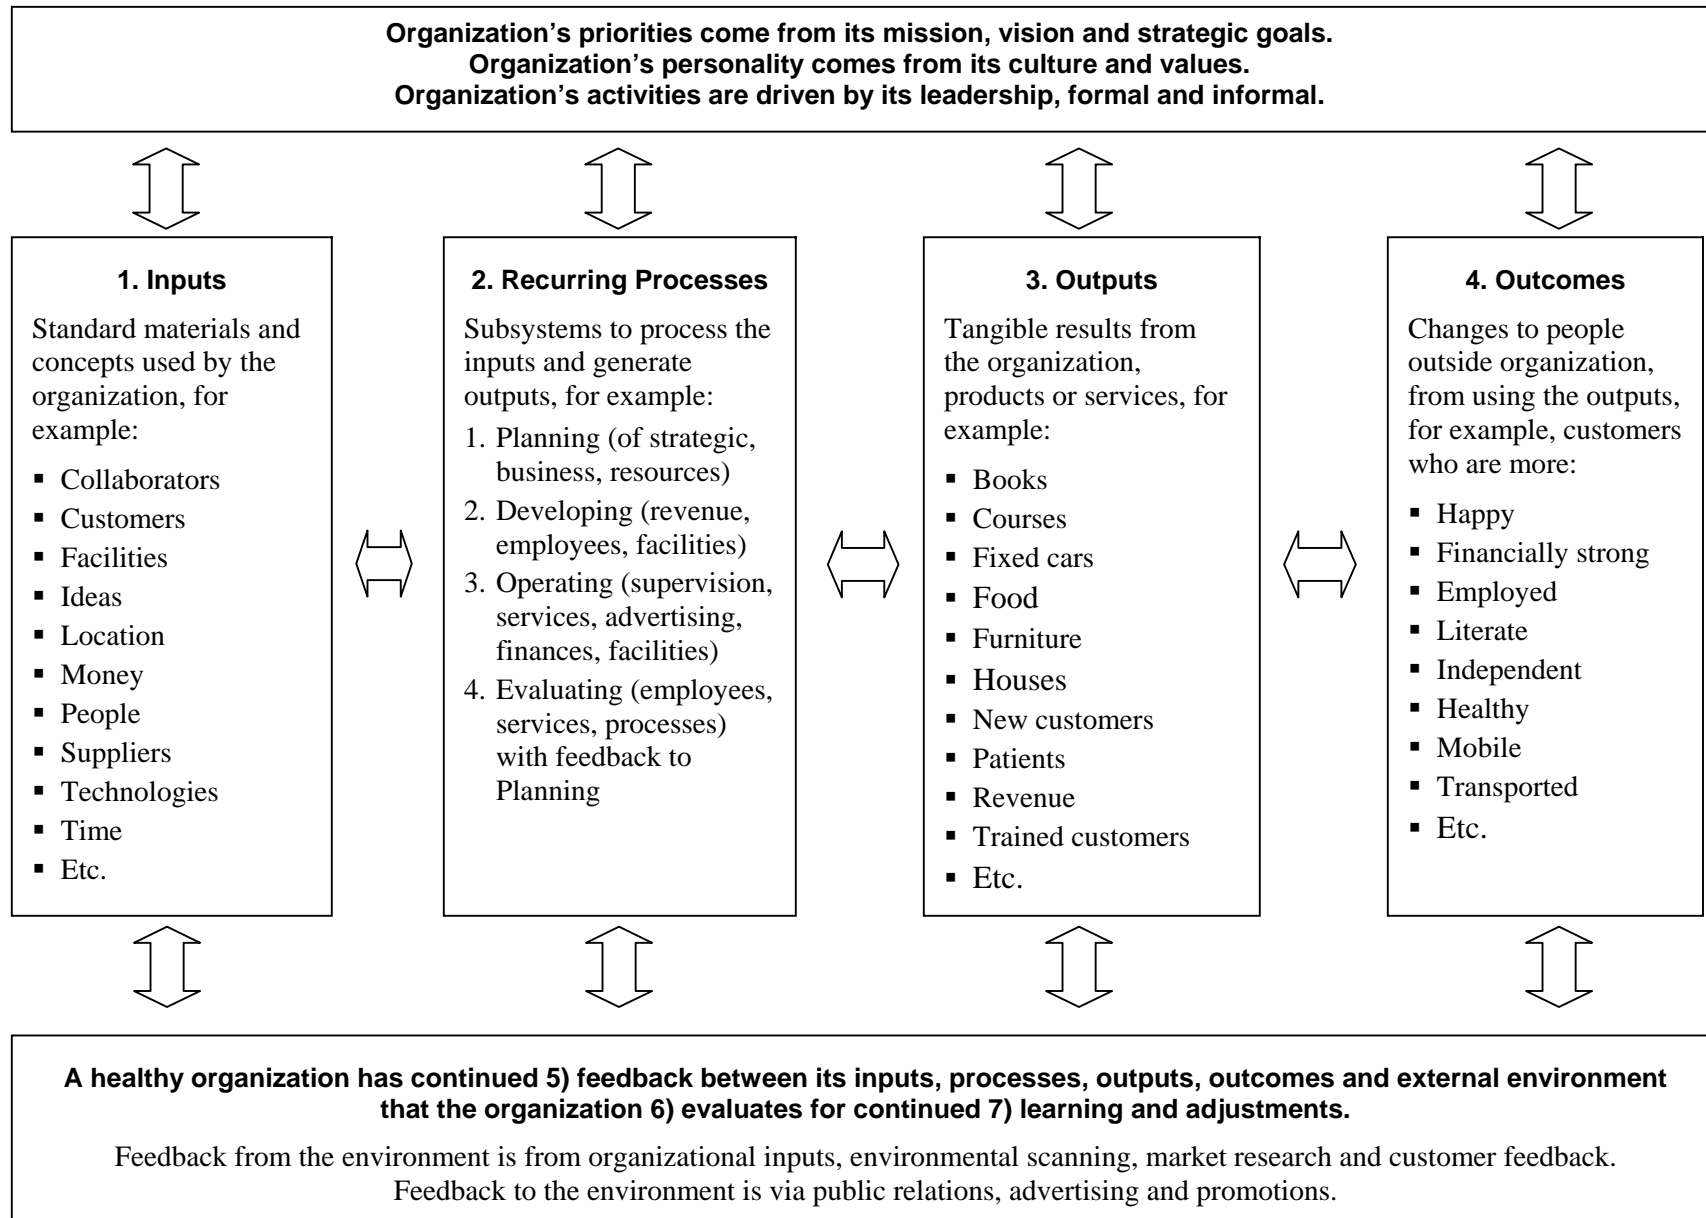 Organization’s priorities come from its mission, vision and strategic goals.
Organization’s personality comes from its culture and values.
Organization’s activities are driven by its leadership, formal and informal.
1. Inputs
Standard materials and
concepts used by the
organization, for
example:
▪ Collaborators
▪ Customers
▪ Facilities
▪ Ideas
▪ Location
▪ Money
▪ People
▪ Suppliers
▪ Technologies
▪ Time
▪ Etc.
2. Recurring Processes
Subsystems to process the
inputs and generate
outputs, for example:
1. Planning (of strategic,
business, resources)
2. Developing (revenue,
employees, facilities)
3. Operating (supervision,
services, advertising,
finances, facilities)
4. Evaluating (employees,
services, processes)
with feedback to
Planning
3. Outputs
Tangible results from
the organization,
products or services, for
example:
▪ Books
▪ Courses
▪ Fixed cars
▪ Food
▪ Furniture
▪ Houses
▪ New customers
▪ Patients
▪ Revenue
▪ Trained customers
▪ Etc.
4. Outcomes
Changes to people
outside organization,
from using the outputs,
for example, customers
who are more:
▪ Happy
▪ Financially strong
▪ Employed
▪ Literate
▪ Independent
▪ Healthy
▪ Mobile
▪ Transported
▪ Etc.
A healthy organization has continued 5) feedback between its inputs, processes, outputs, outcomes and external environment
that the organization 6) evaluates for continued 7) learning and adjustments.
Feedback from the environment is from organizational inputs, environmental scanning, market research and customer feedback.
Feedback to the environment is via public relations, advertising and promotions.